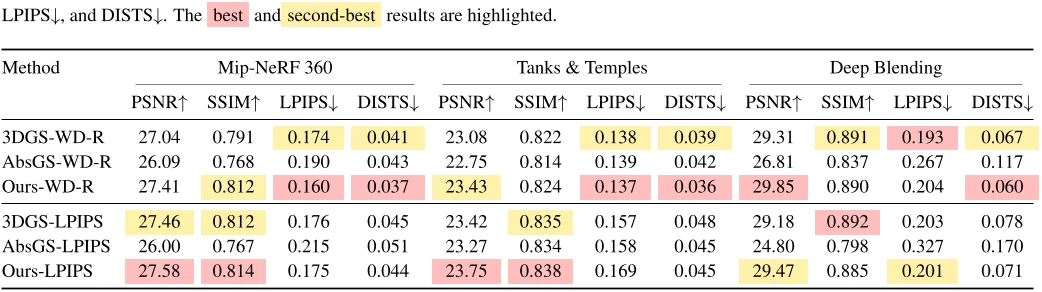 LPIPS↓, and DISTS↓. The best and second-best results are highlighted.
Method Mip-NeRF 360 Tanks & Temples Deep Blending
PSNR↑ SSIM↑ LPIPS↓ DISTS↓ PSNR↑ SSIM↑ LPIPS↓ DISTS↓ PSNR↑ SSIM↑ LPIPS↓ DISTS↓
3DGS-WD-R 27.04 0.791 0.174 0.041 23.08 0.822 0.138 0.039 29.31 0.891 0.193 0.067
AbsGS-WD-R 26.09 0.768 0.190 0.043 22.75 0.814 0.139 0.042 26.81 0.837 0.267 0.117
Ours-WD-R 27.41 0.812 0.160 0.037 23.43 0.824 0.137 0.036 29.85 0.890 0.204 0.060
3DGS-LPIPS 27.46 0.812 0.176 0.045 23.42 0.835 0.157 0.048 29.18 0.892 0.203 0.078
AbsGS-LPIPS 26.00 0.767 0.215 0.051 23.27 0.834 0.158 0.045 24.80 0.798 0.327 0.170
Ours-LPIPS 27.58 0.814 0.175 0.044 23.75 0.838 0.169 0.045 29.47 0.885 0.201 0.071